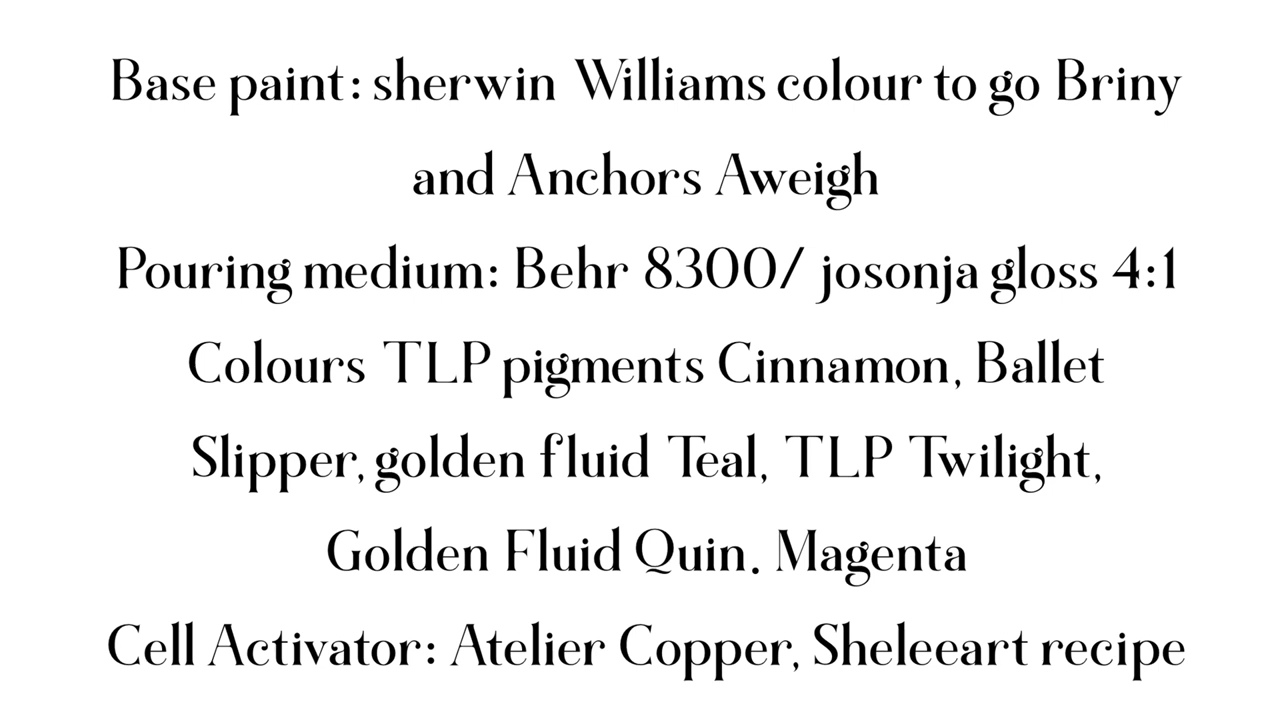 Base paint: sherwin Williams colour to go Briny
and Anchors Aweigh
Pouring medium: Behr 8300/ josonja gloss 4:1
Colours TLP pigments Cinnamon, Ballet
Slipper, golden fluid Teal, TLP Twilight,
Golden Fluid Quin. Magenta
Cell Activator: Atelier Copper, Sheleeart recipe